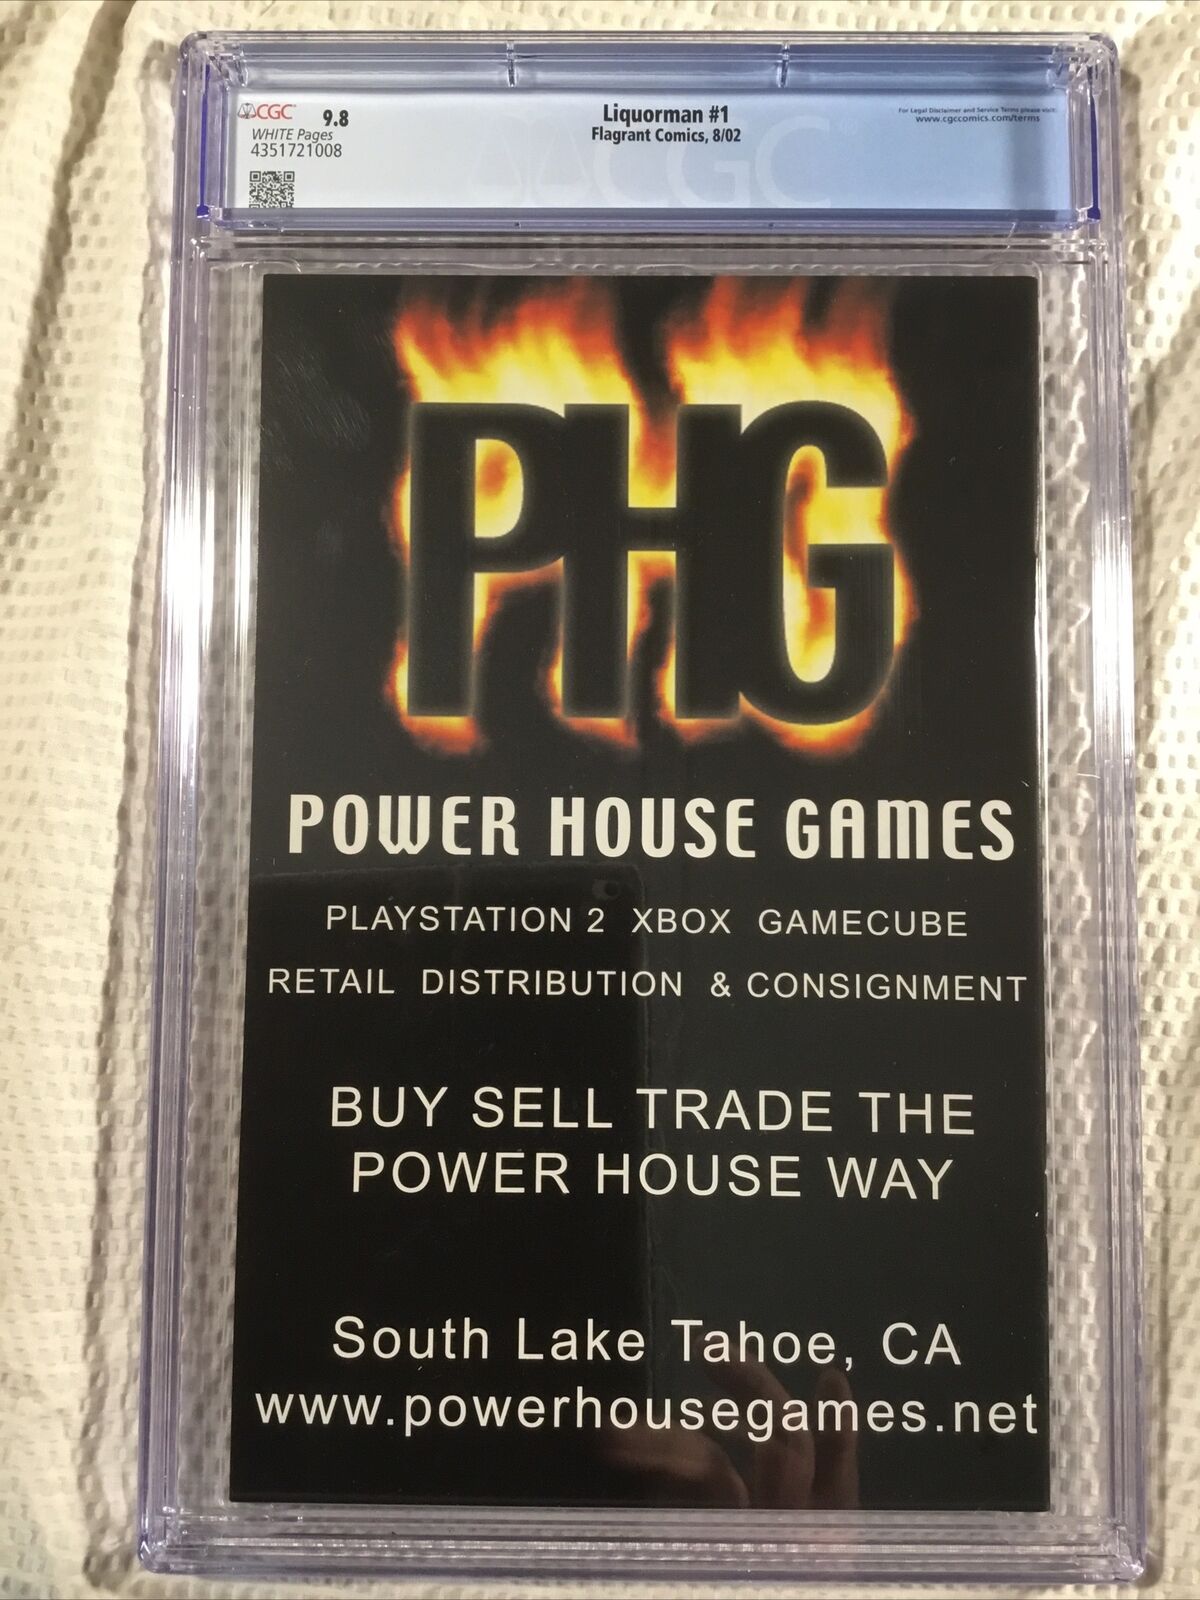 CGC 9.8
WHITE Pages
4351721008
Liquorman #1
Flagrant Comics, 8/02
For Legal Disclaimer and Service Terms please visit:
www.cgccomics.com/terms
CGC
PHG
POWER HOUSE GAMES
PLAYSTATION 2 XBOX GAMECUBE
RETAIL DISTRIBUTION & CONSIGNMENT
BUY SELL TRADE THE
POWER HOUSE WAY
South Lake Tahoe, CA
www.powerhousegames.net